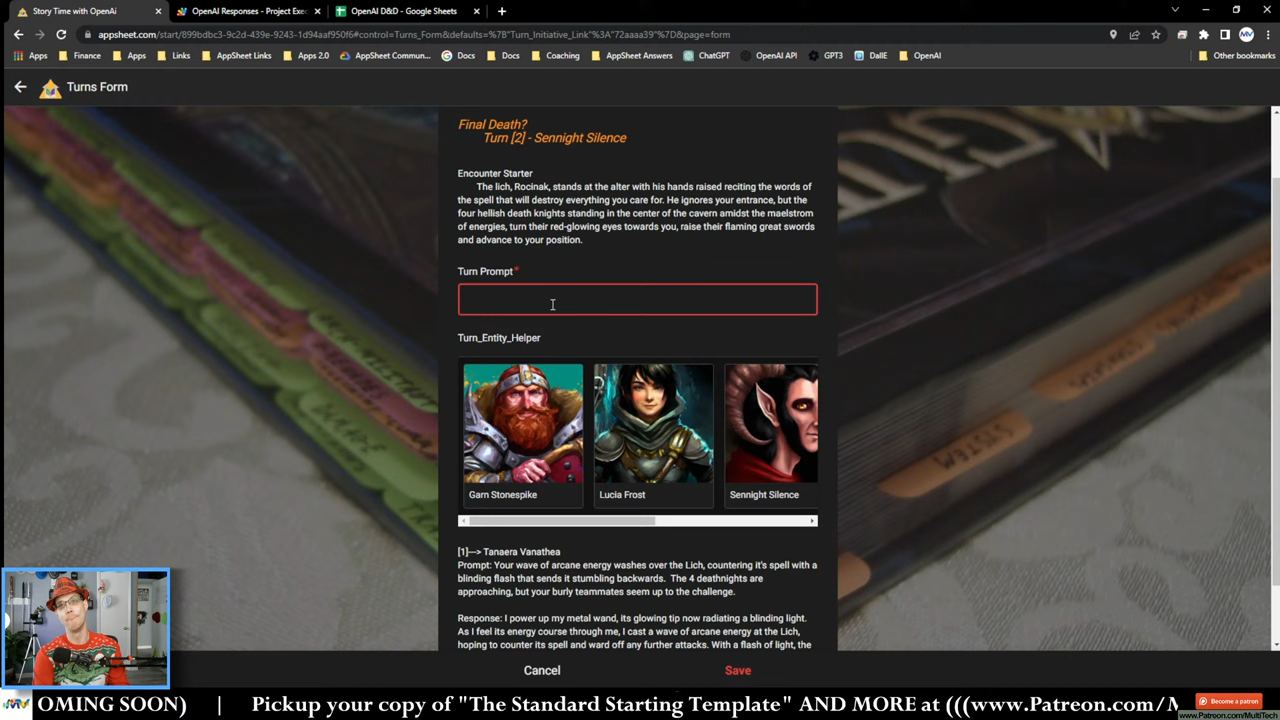 Story Time with OpenAi
OpenAI Responses - Project Exec
OpenAI D&D - Google Sheets
appsheet.com/start/899bdbc3-9c2d-439e-9243-1d94aaf950f6#control=Turns_Form&defaults=%7B"Turn_Initiative_Link"%3A"72aaaa39"%7D&page=form
Apps
Finance
Apps
Links
AppSheet Links
Apps 2.0
AppSheet Commun...
Docs
Docs
Coaching
AppSheet Answers
ChatGPT
OpenAI API
GPT3
DallE
OpenAI
Other bookmarks
Turns Form
Final Death?
Turn [2] - Sennight Silence
Encounter Starter
The lich, Rocinak, stands at the alter with his hands raised reciting the words of
the spell that will destroy everything you care for. He ignores your entrance, but the
four hellish death knights standing in the center of the cavern amidst the maelstrom
of energies, turn their red-glowing eyes towards you, raise their flaming great swords
and advance to your position.
Turn Prompt*
Turn_Entity_Helper
Garn Stonespike
Lucia Frost
Sennight Silence
[1]---> Tanaera Vanathea
Prompt: Your wave of arcane energy washes over the Lich, countering it's spell with a
blinding flash that sends it stumbling backwards. The 4 deathnights are
approaching, but your burly teammates seem up to the challenge.
Response: I power up my metal wand, its glowing tip now radiating a blinding light.
As I feel its energy course through me, I cast a wave of arcane energy at the Lich,
hoping to counter its spell and ward off any further attacks. With a flash of light, the
Cancel
Save
OMING SOON) | Pickup your copy of "The Standard Starting Template" AND MORE at (((www.Patreon.com/M
Become a patron
www.Patreon.com/MultiTech
SYSTEM